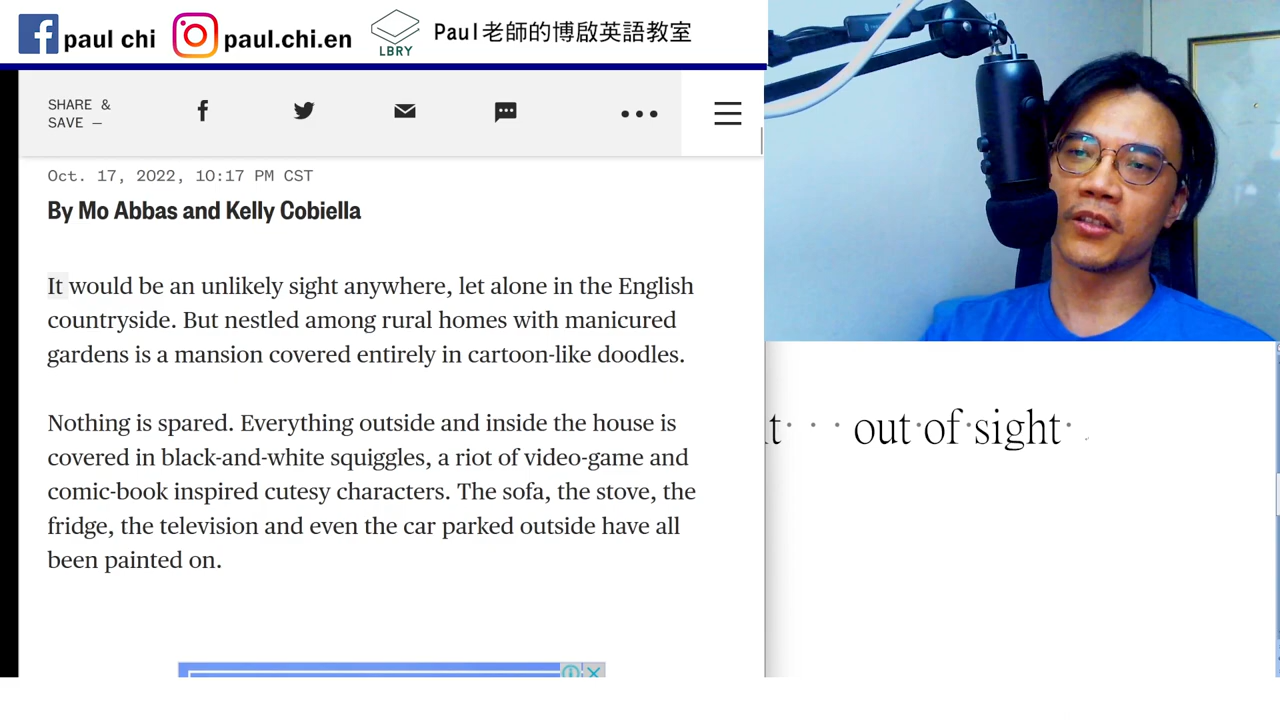 paul chi
paul.chi.en
LBRY
Paul老師的博啟英語教室
SHARE &
SAVE —
Oct. 17, 2022, 10:17 PM CST
By Mo Abbas and Kelly Cobiella
It would be an unlikely sight anywhere, let alone in the English
countryside. But nestled among rural homes with manicured
gardens is a mansion covered entirely in cartoon-like doodles.
Nothing is spared. Everything outside and inside the house is
covered in black-and-white squiggles, a riot of video-game and
comic-book inspired cutesy characters. The sofa, the stove, the
fridge, the television and even the car parked outside have all
been painted on.
out of sight